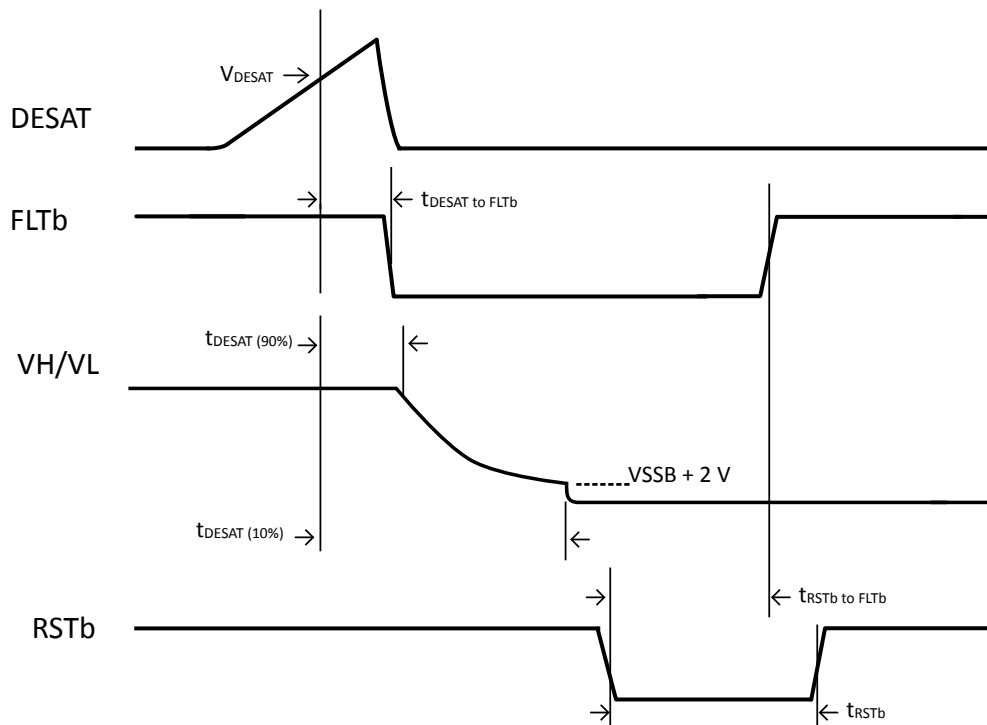 VDESAT
DESAT
tDESAT to FLTb
FLTb
tDESAT (90%)
VH/VL
VSSB + 2 V
tDESAT (10%)
tRSTb to FLTb
RSTb
tRSTb